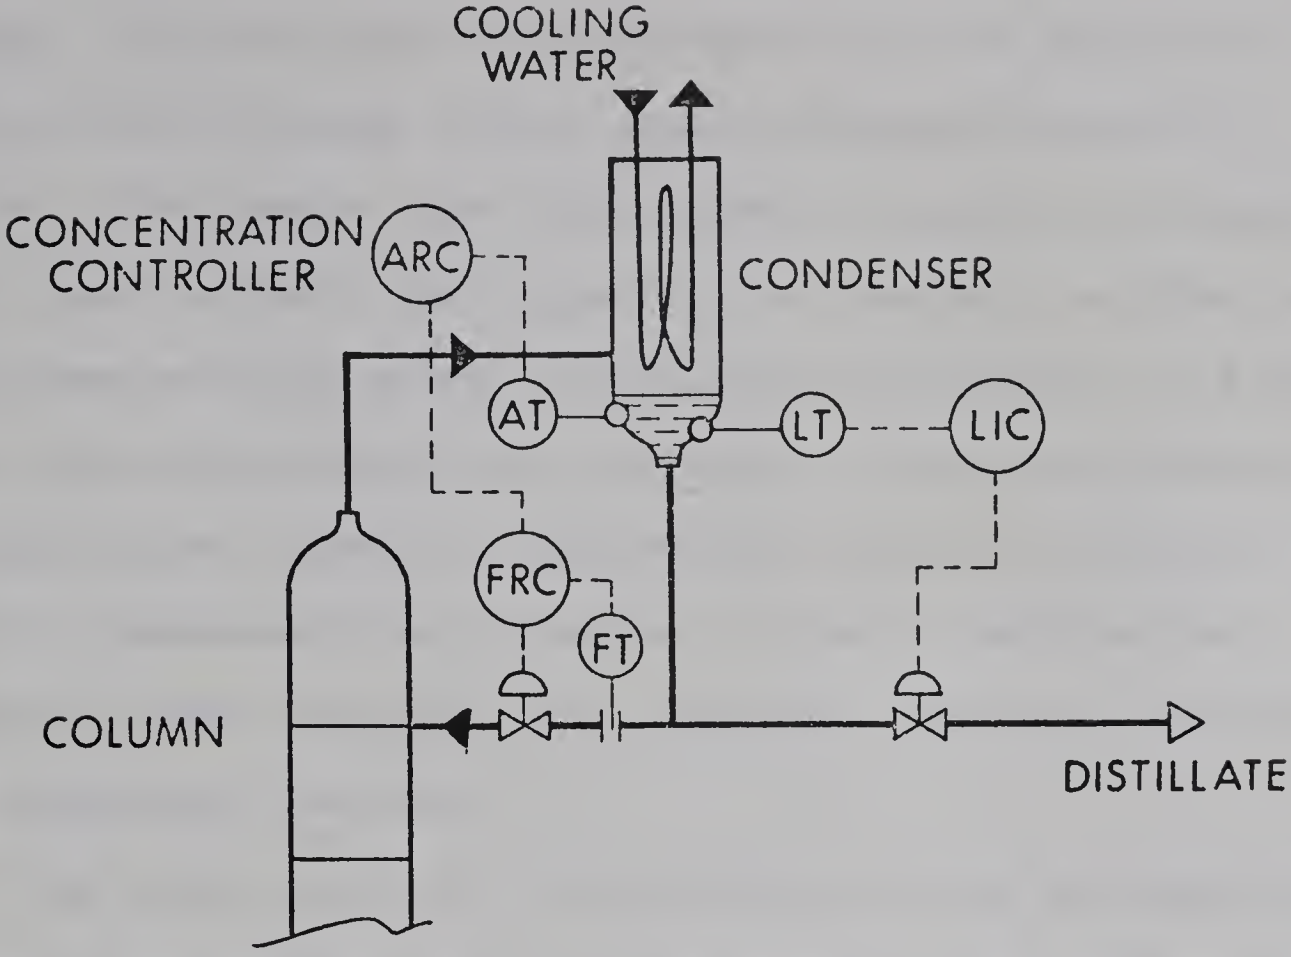 COOLING
WATER
CONCENTRATION
CONTROLLER
ARC
CONDENSER
AT
LT
LIC
FRC
FT
COLUMN
DISTILLATE